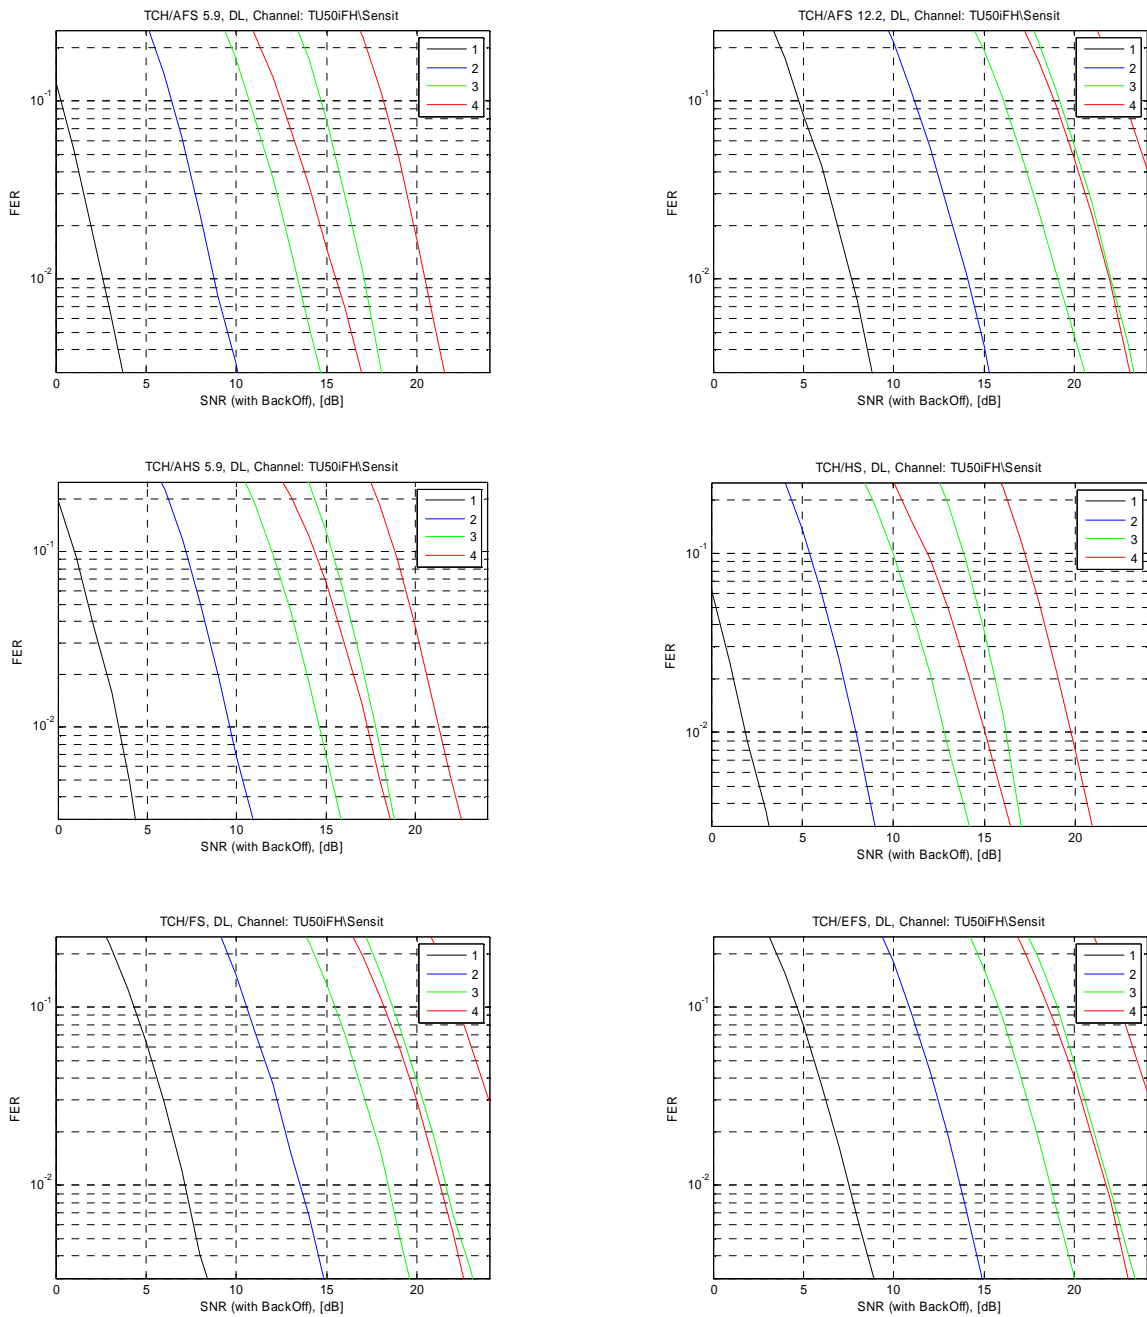 TCH/AFS 5.9, DL, Channel: TU50iFH\Sensit
1
2
3
4
10^-1
10^-2
FER
0 5 10 15 20
SNR (with BackOff), [dB]
TCH/AFS 12.2, DL, Channel: TU50iFH\Sensit
1
2
3
4
10^-1
10^-2
FER
0 5 10 15 20
SNR (with BackOff), [dB]
TCH/AHS 5.9, DL, Channel: TU50iFH\Sensit
1
2
3
4
10^-1
10^-2
FER
0 5 10 15 20
SNR (with BackOff), [dB]
TCH/HS, DL, Channel: TU50iFH\Sensit
1
2
3
4
10^-1
10^-2
FER
0 5 10 15 20
SNR (with BackOff), [dB]
TCH/FS, DL, Channel: TU50iFH\Sensit
1
2
3
4
10^-1
10^-2
FER
0 5 10 15 20
SNR (with BackOff), [dB]
TCH/EFS, DL, Channel: TU50iFH\Sensit
1
2
3
4
10^-1
10^-2
FER
0 5 10 15 20
SNR (with BackOff), [dB]